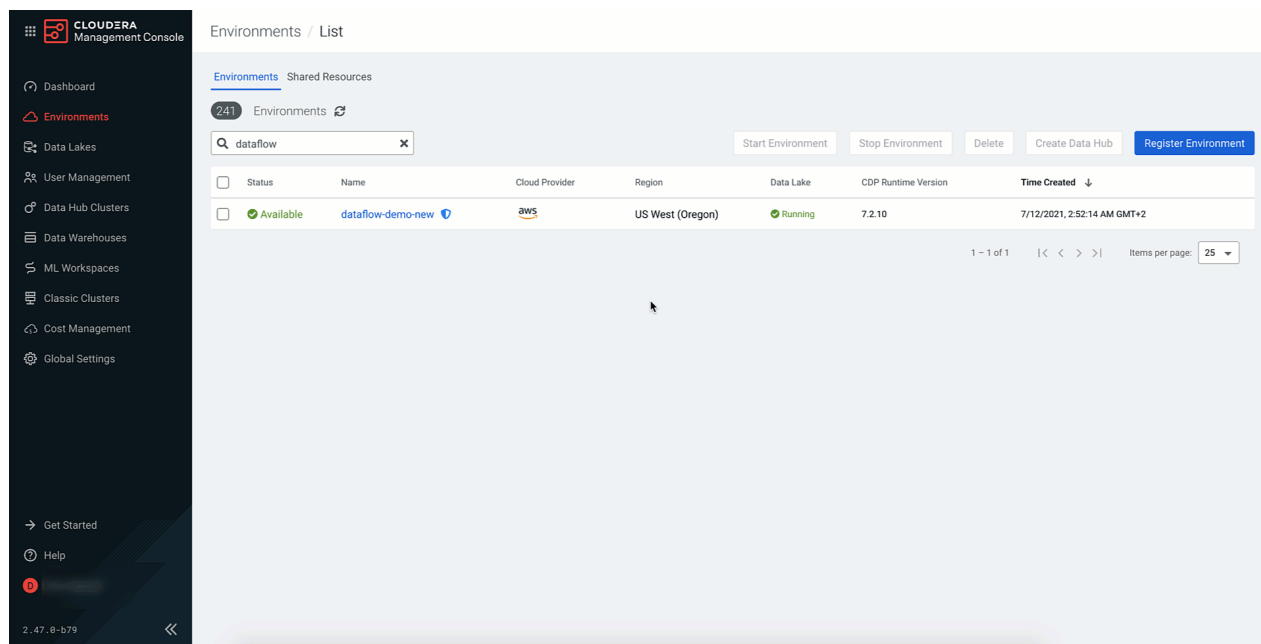 CLOUDERA
Management Console
Dashboard
Environments
Data Lakes
User Management
Data Hub Clusters
Data Warehouses
ML Workspaces
Classic Clusters
Cost Management
Global Settings
Get Started
Help
D
2.47.0-b79
Environments / List
Environments Shared Resources
241 Environments
dataflow
Start Environment Stop Environment Delete Create Data Hub Register Environment
Status Name Cloud Provider Region Data Lake CDP Runtime Version Time Created
Available dataflow-demo-new aws US West (Oregon) Running 7.2.10 7/12/2021, 2:52:14 AM GMT+2
1 – 1 of 1 Items per page: 25